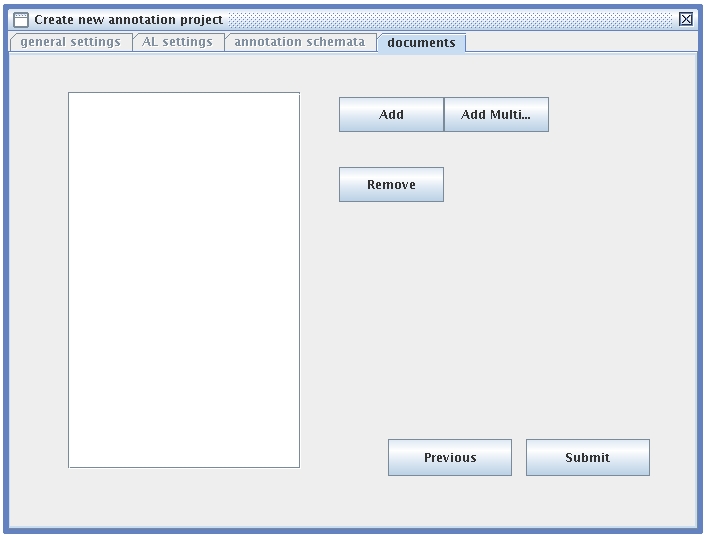 Create new annotation project
general settings AL settings annotation schemata documents
Add Add Multi...
Remove
Previous Submit